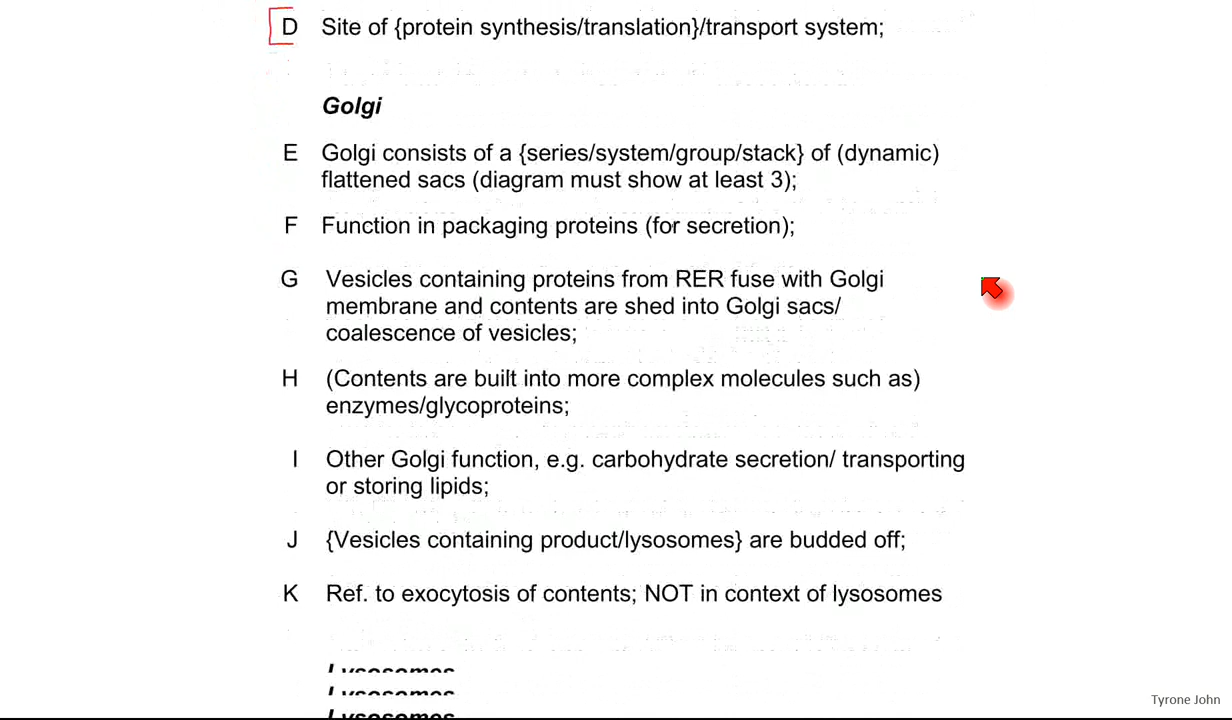 D Site of {protein synthesis/translation}/transport system;
Golgi
E Golgi consists of a {series/system/group/stack} of (dynamic)
flattened sacs (diagram must show at least 3);
F Function in packaging proteins (for secretion);
G Vesicles containing proteins from RER fuse with Golgi
membrane and contents are shed into Golgi sacs/
coalescence of vesicles;
H (Contents are built into more complex molecules such as)
enzymes/glycoproteins;
I Other Golgi function, e.g. carbohydrate secretion/ transporting
or storing lipids;
J {Vesicles containing product/lysosomes} are budded off;
K Ref. to exocytosis of contents; NOT in context of lysosomes
Lysosomes
Lysosomes
Lysosomes
Tyrone John